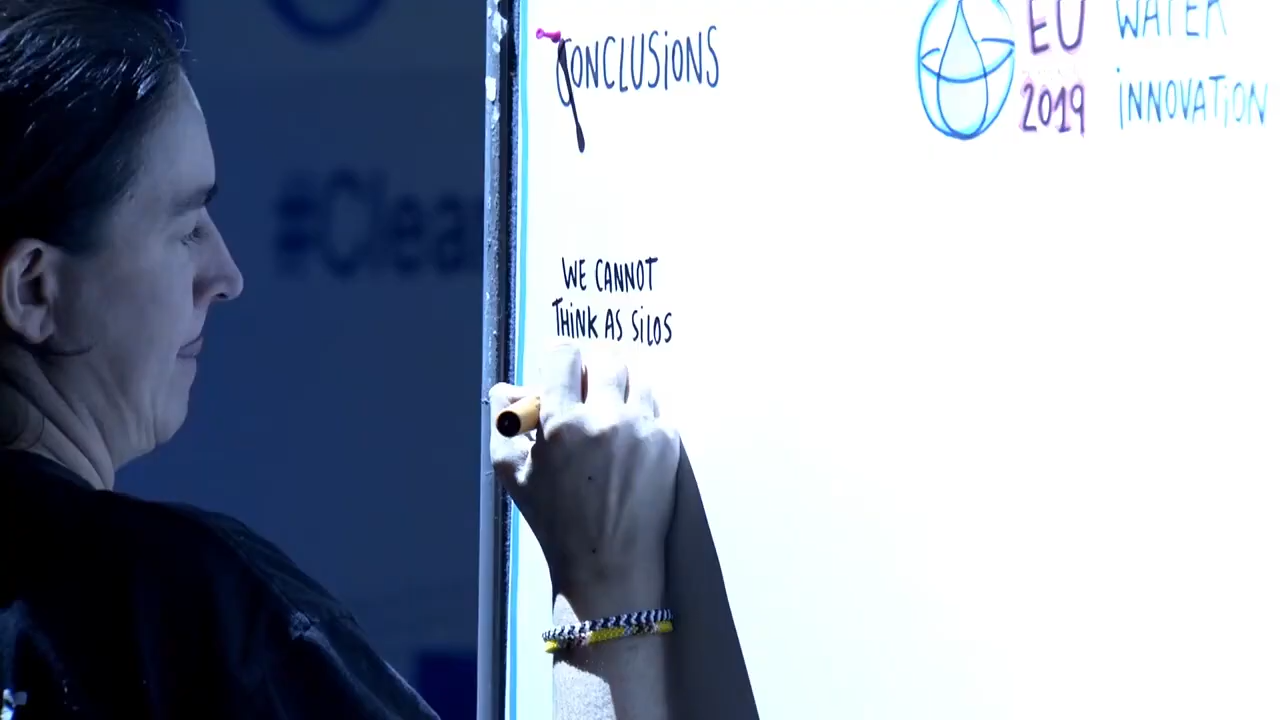 CONCLUSIONS
EU WATER
2019 INNOVATION
#Clea
WE CANNOT
THINK AS SILOS